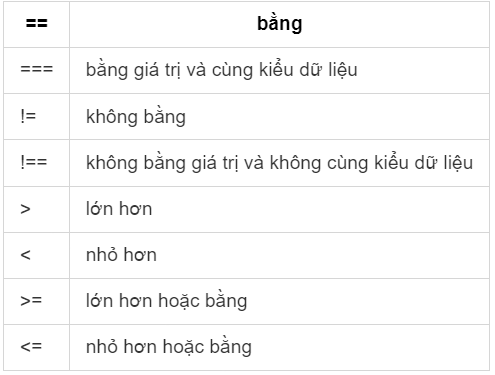 == bằng
=== bằng giá trị và cùng kiểu dữ liệu
!= không bằng
!== không bằng giá trị và không cùng kiểu dữ liệu
> lớn hơn
< nhỏ hơn
>= lớn hơn hoặc bằng
<= nhỏ hơn hoặc bằng